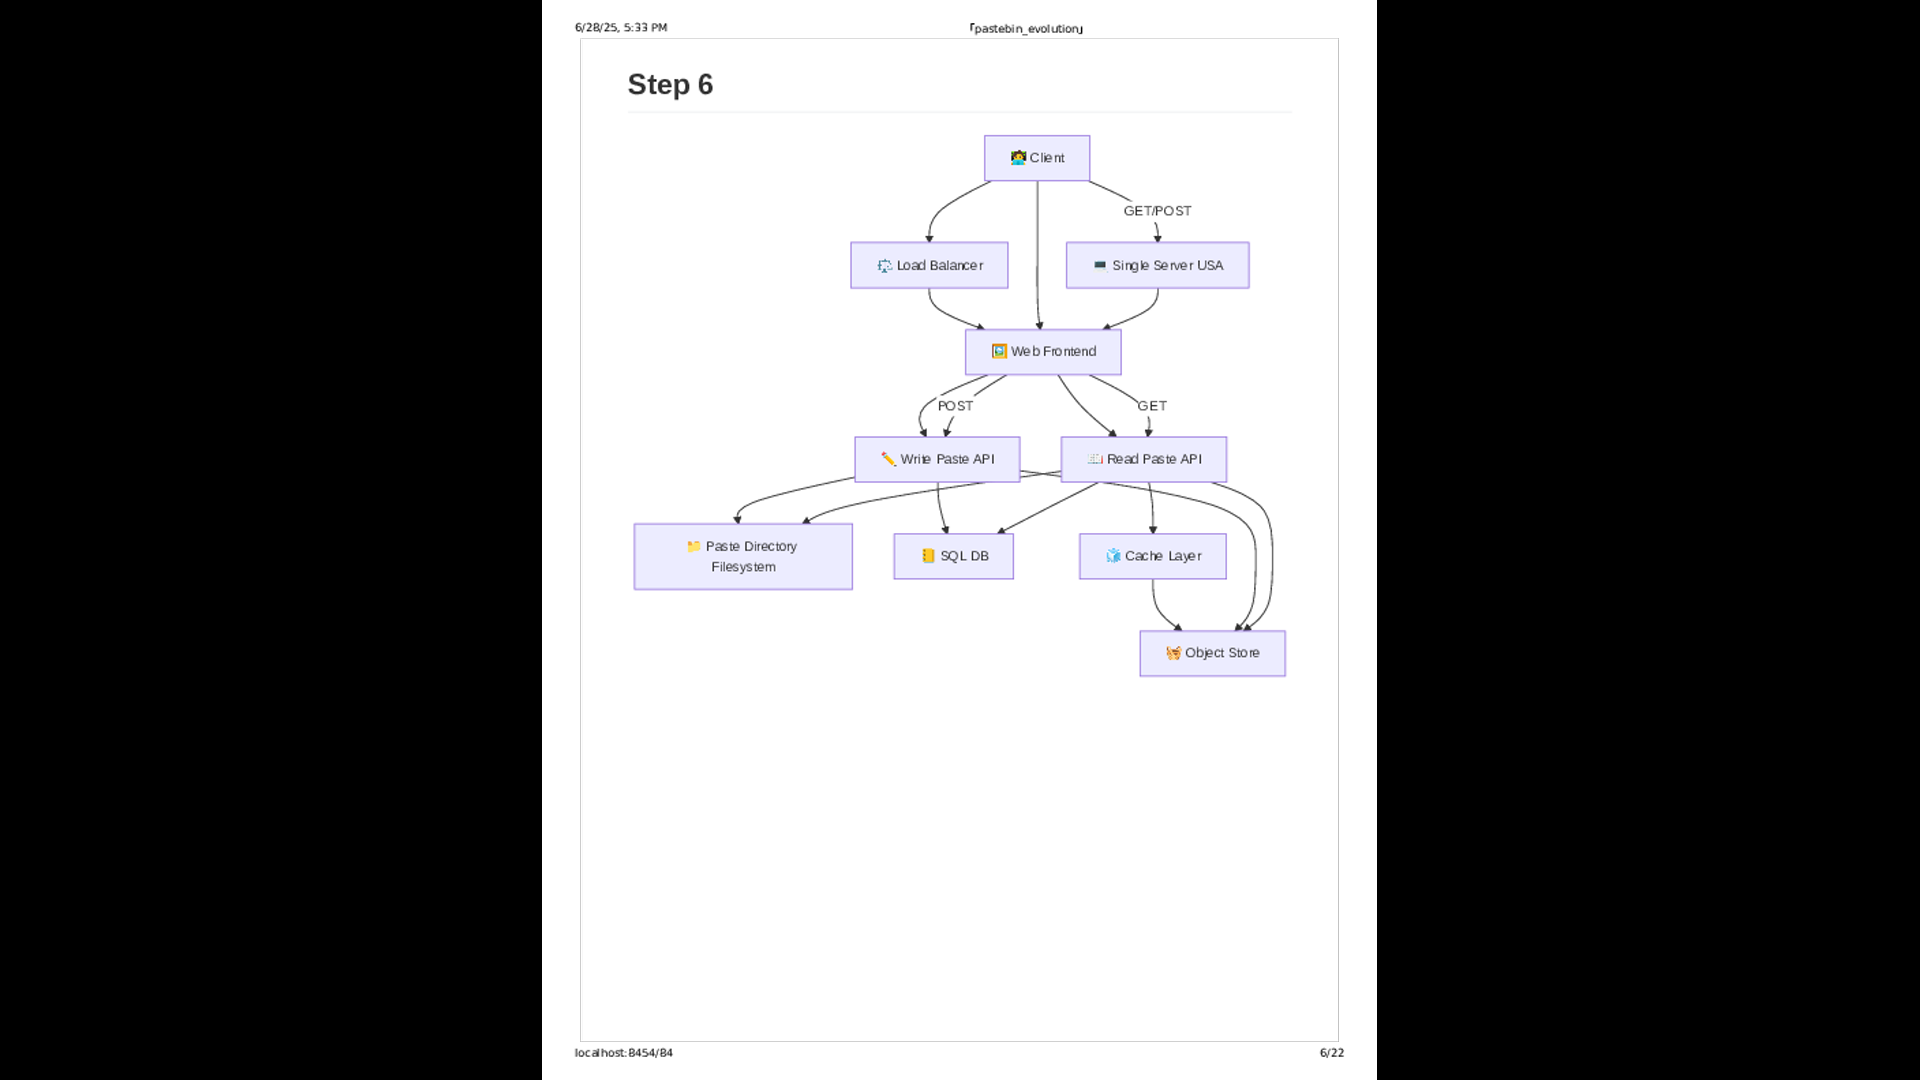 6/28/25, 5:33 PM
「pastebin_evolution」
Step 6
Client
GET/POST
Load Balancer
Single Server USA
Web Frontend
POST
GET
Write Paste API
Read Paste API
Paste Directory
Filesystem
SQL DB
Cache Layer
Object Store
localhost:8454/84
6/22